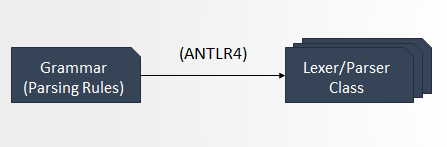 Grammar
(Parsing Rules)
(ANTLR4)
Lexer/Parser
Class